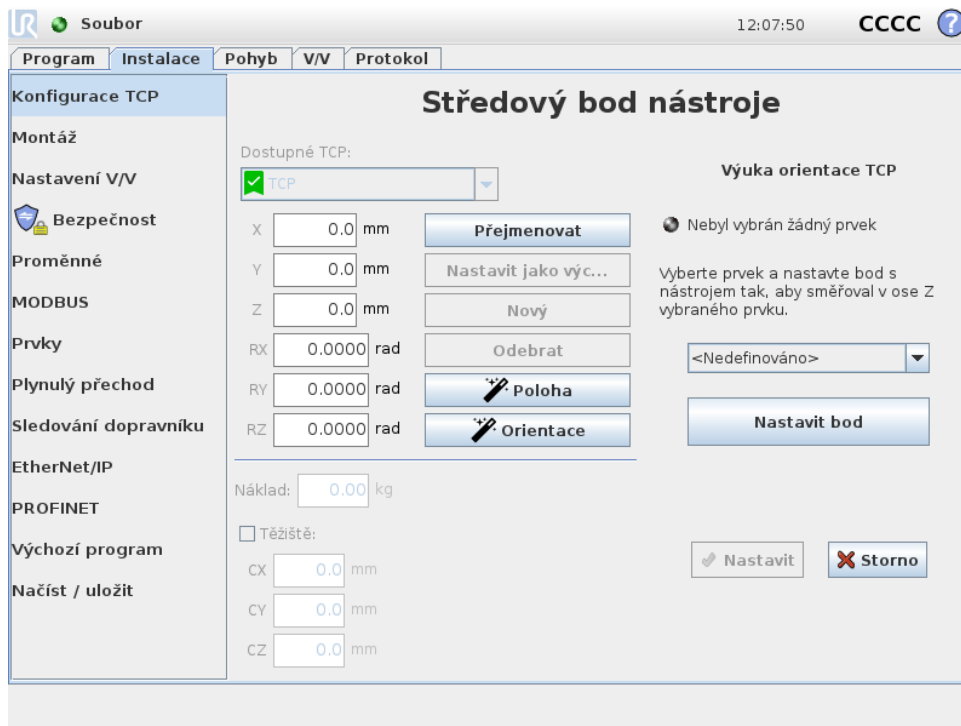 UR Soubor 12:07:50 CCCC ?
Program Instalace Pohyb V/V Protokol
Konfigurace TCP
Montáž
Nastavení V/V
Bezpečnost
Proměnné
MODBUS
Prvky
Plynulý přechod
Sledování dopravníku
EtherNet/IP
PROFINET
Výchozí program
Načíst / uložit
Středový bod nástroje
Dostupné TCP:
TCP
X 0.0 mm Přejmenovat
Y 0.0 mm Nastavit jako výc...
Z 0.0 mm Nový
RX 0.0000 rad Odebrat
RY 0.0000 rad Poloha
RZ 0.0000 rad Orientace
Náklad: 0.00 kg
Těžiště:
CX 0.0 mm
CY 0.0 mm
CZ 0.0 mm
Výuka orientace TCP
Nebyl vybrán žádný prvek
Vyberte prvek a nastavte bod s
nástrojem tak, aby směřoval v ose Z
vybraného prvku.
<Nedefinováno>
Nastavit bod
Nastavit Storno